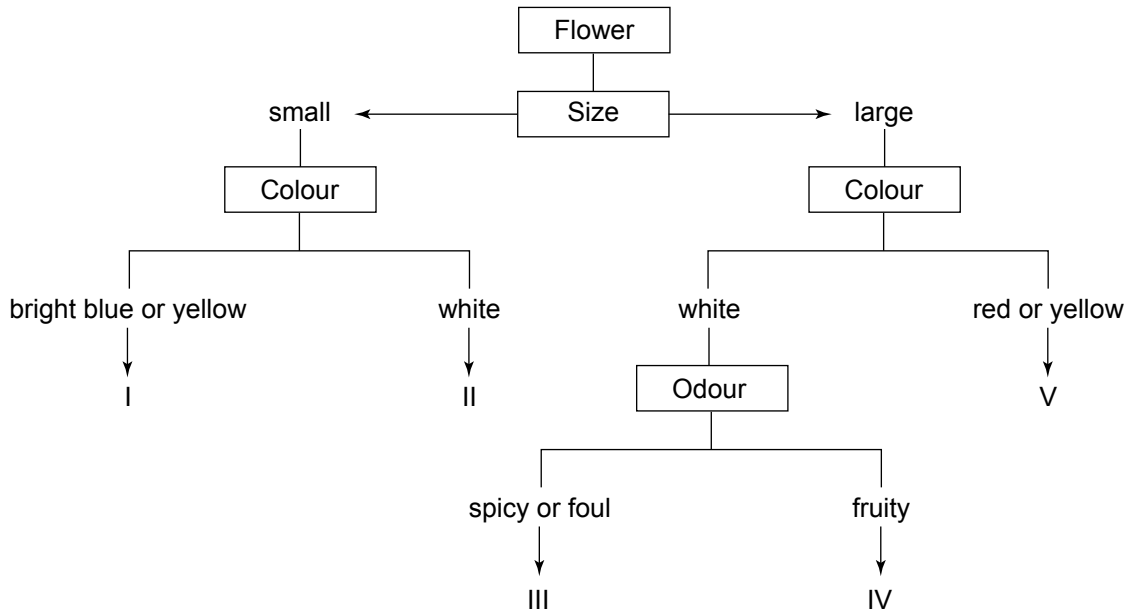 Flower
small
Size
large
Colour
Colour
bright blue or yellow
white
white
red or yellow
I
II
Odour
V
spicy or foul
fruity
III
IV